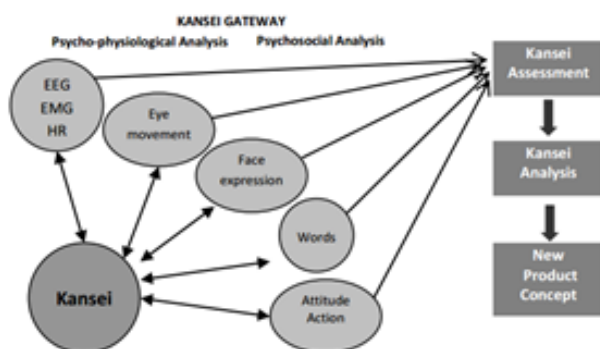 KANSEI GATEWAY
Psycho-physiological Analysis
Psychosocial Analysis
EEG
EMG
HR
Eye
movement
Face
expression
Words
Attitude
Action
Kansei
Kansei
Assessment
Kansei
Analysis
New
Product
Concept